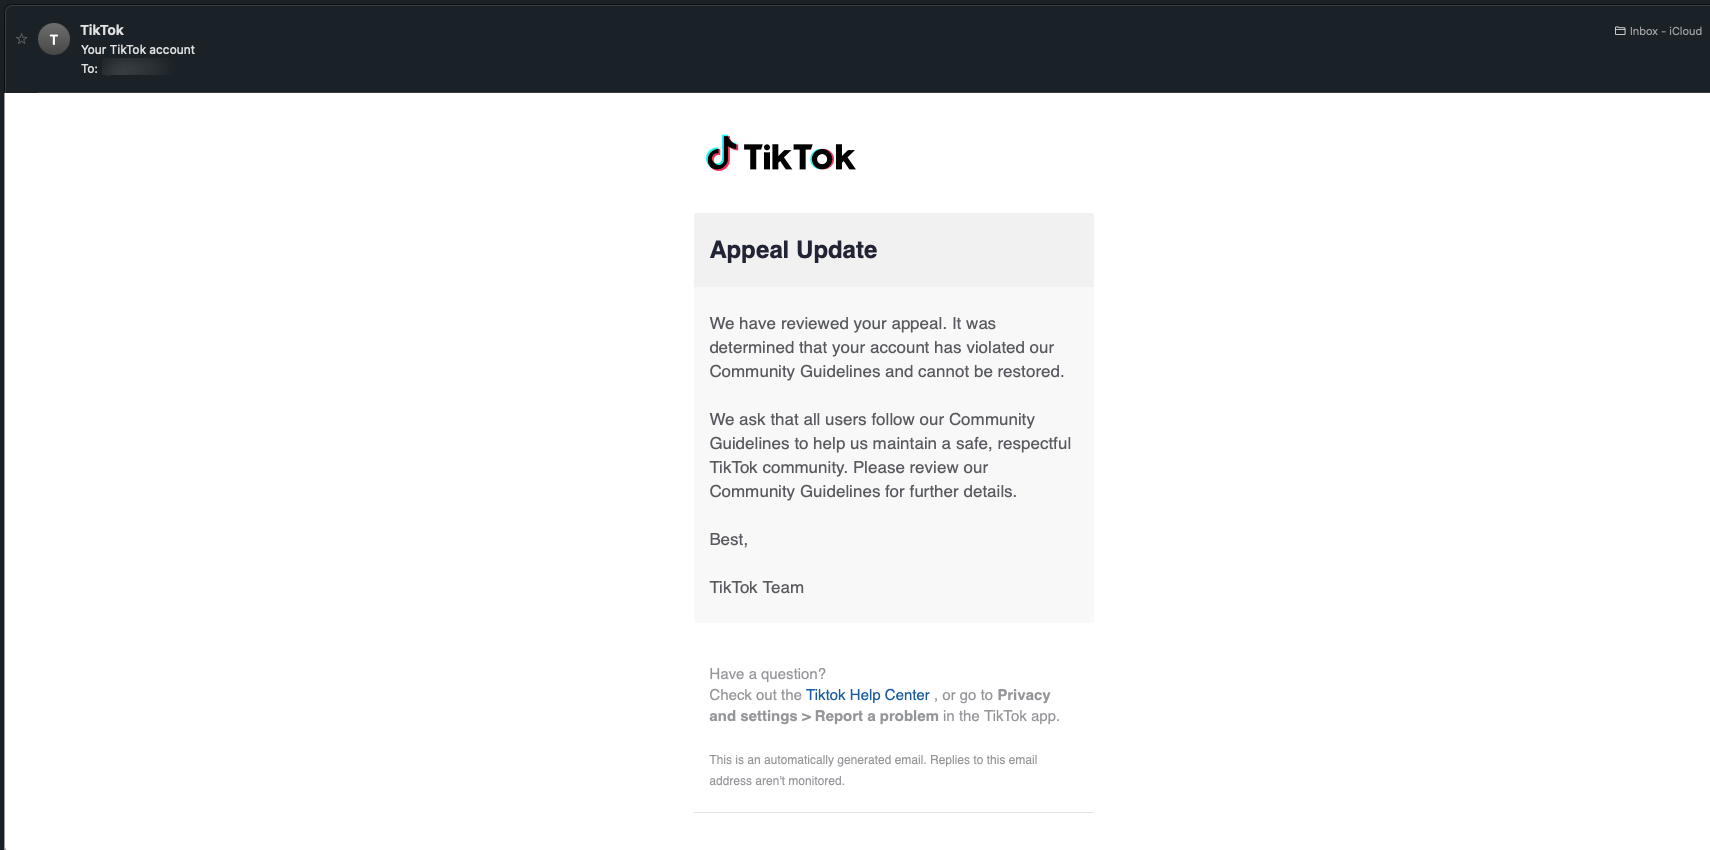 TikTok
Inbox - iCloud
T
Your TikTok account
To:
TikTok
Appeal Update
We have reviewed your appeal. It was
determined that your account has violated our
Community Guidelines and cannot be restored.
We ask that all users follow our Community
Guidelines to help us maintain a safe, respectful
TikTok community. Please review our
Community Guidelines for further details.
Best,
TikTok Team
Have a question?
Check out the Tiktok Help Center , or go to Privacy
and settings > Report a problem in the TikTok app.
This is an automatically generated email. Replies to this email
address aren't monitored.